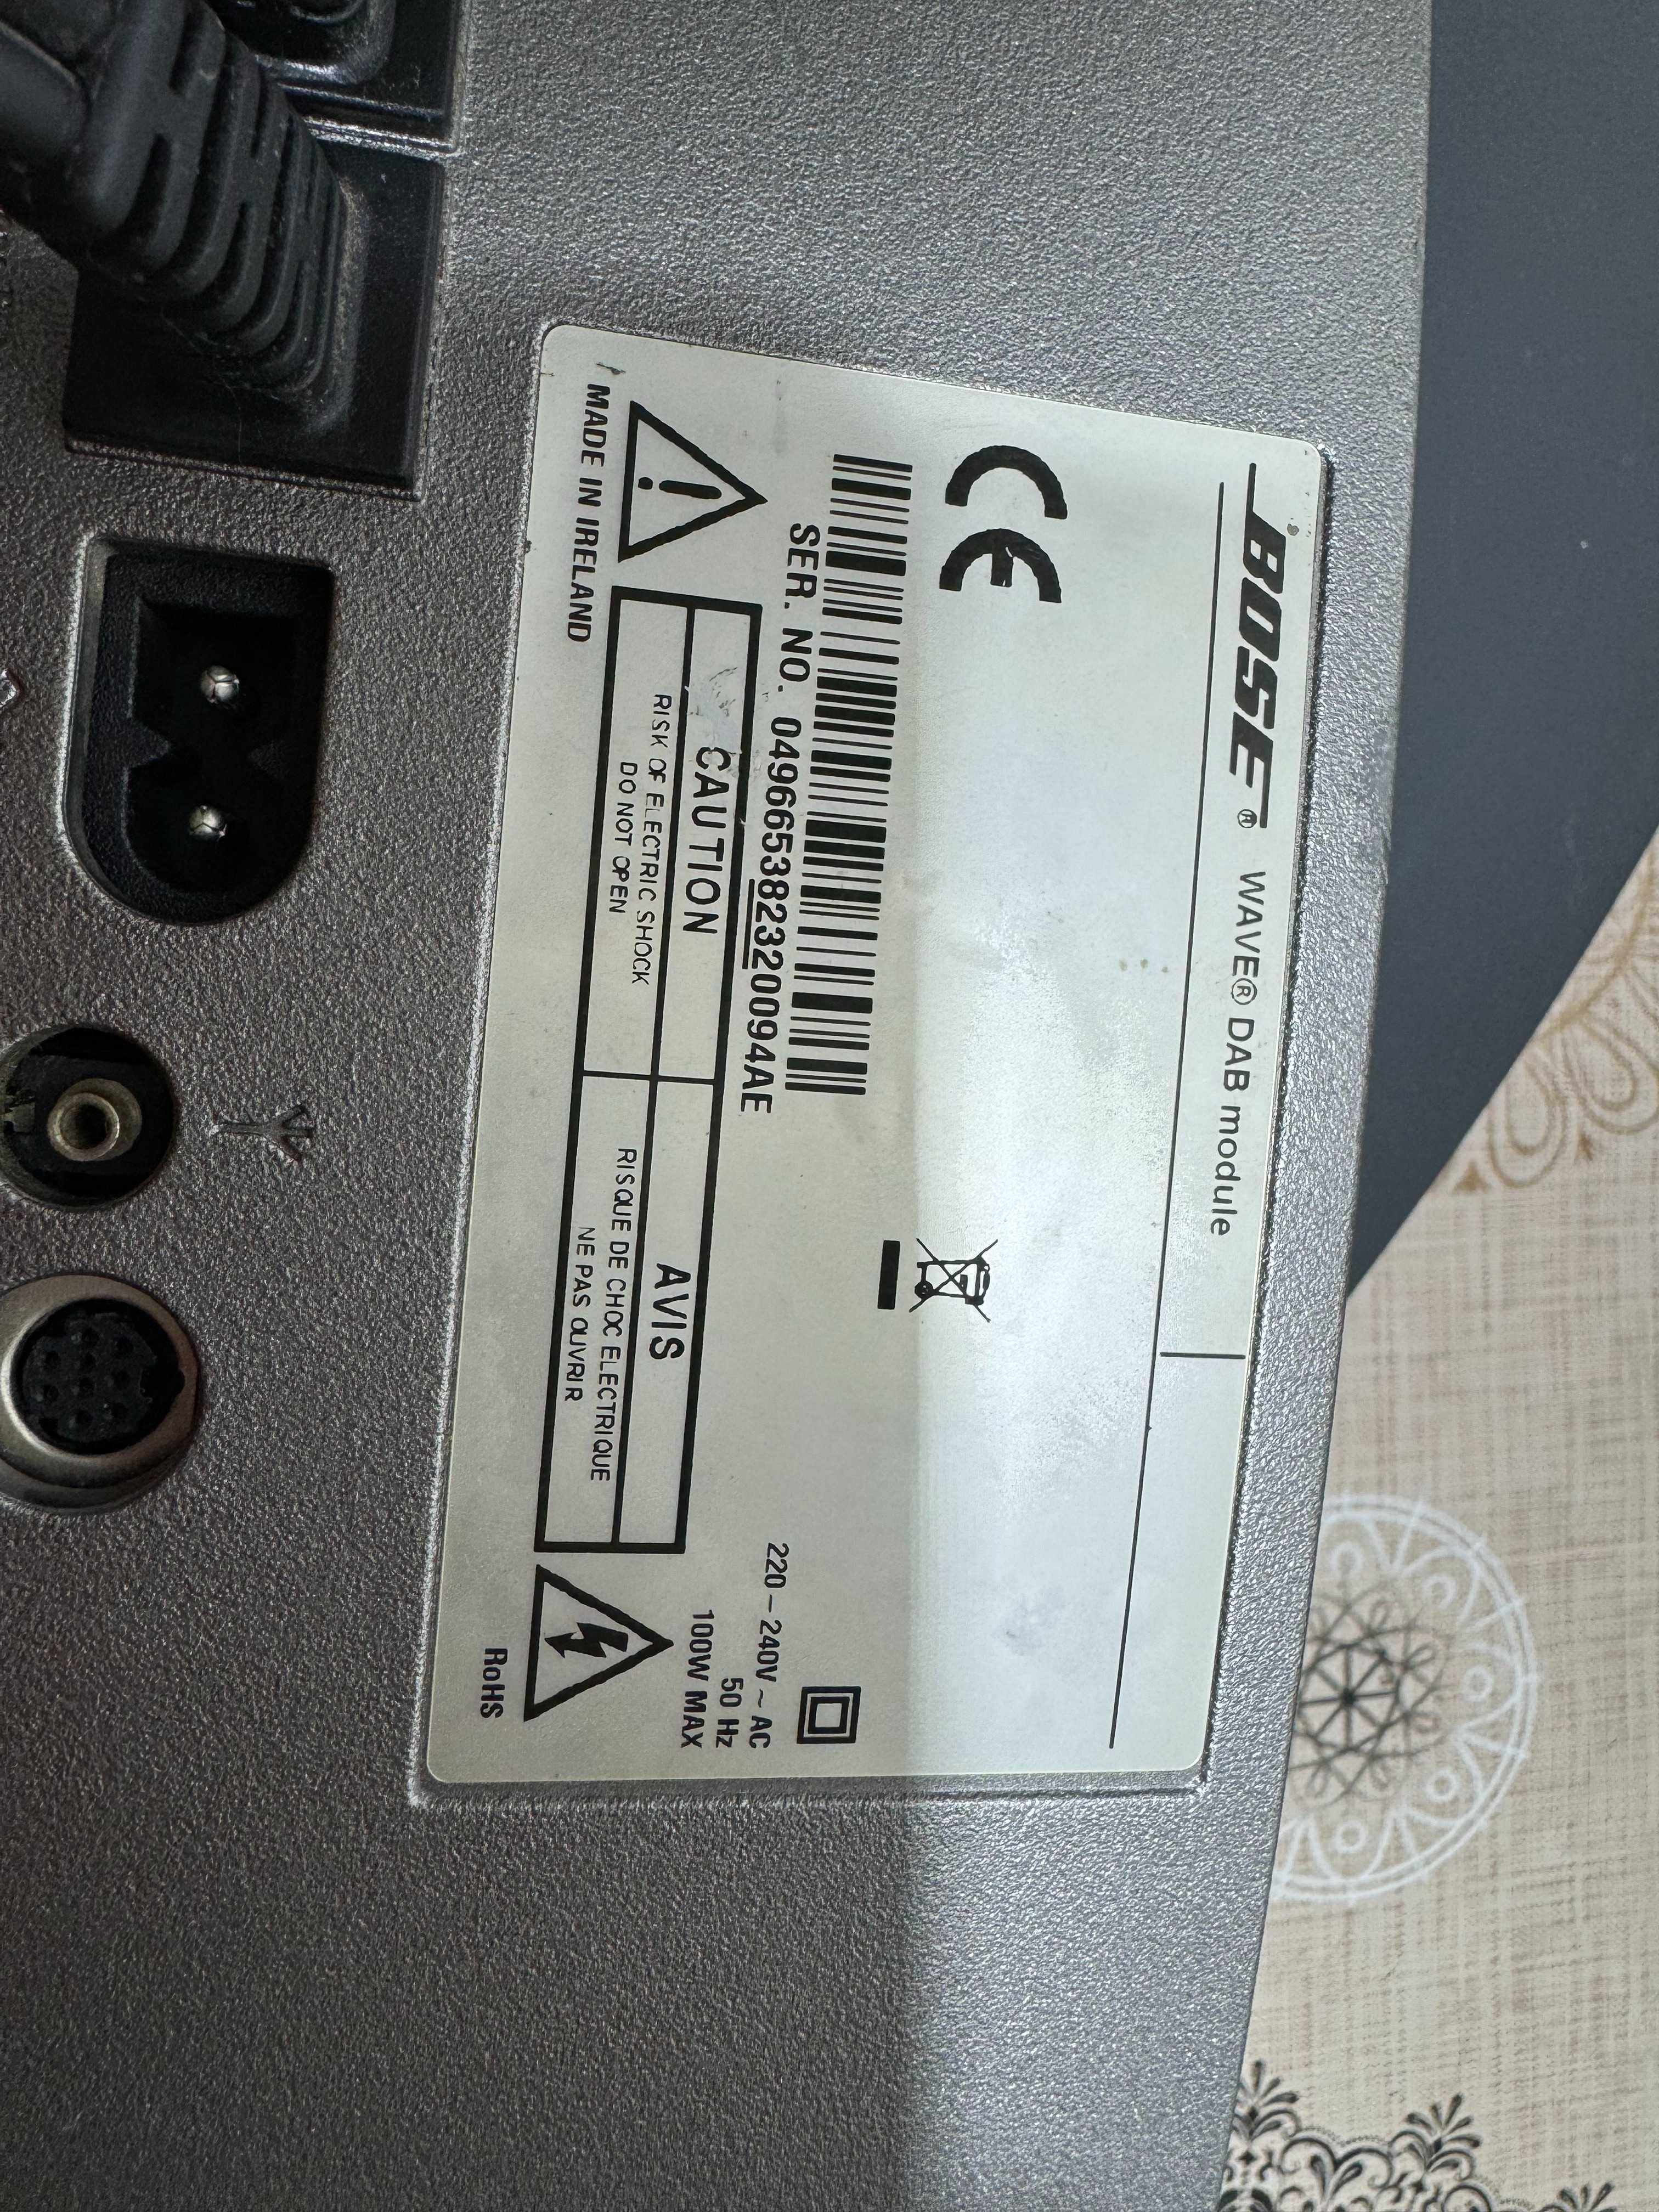 BOSE® WAVE® DAB module
CE
SER. NO. 049665382320094AE
220-240V ~ AC
50 Hz
100W MAX
CAUTION
RISK OF ELECTRIC SHOCK
DO NOT OPEN
AVIS
RISQUE DE CHOC ELECTRIQUE
NE PAS OUVRIR
MADE IN IRELAND
RoHS